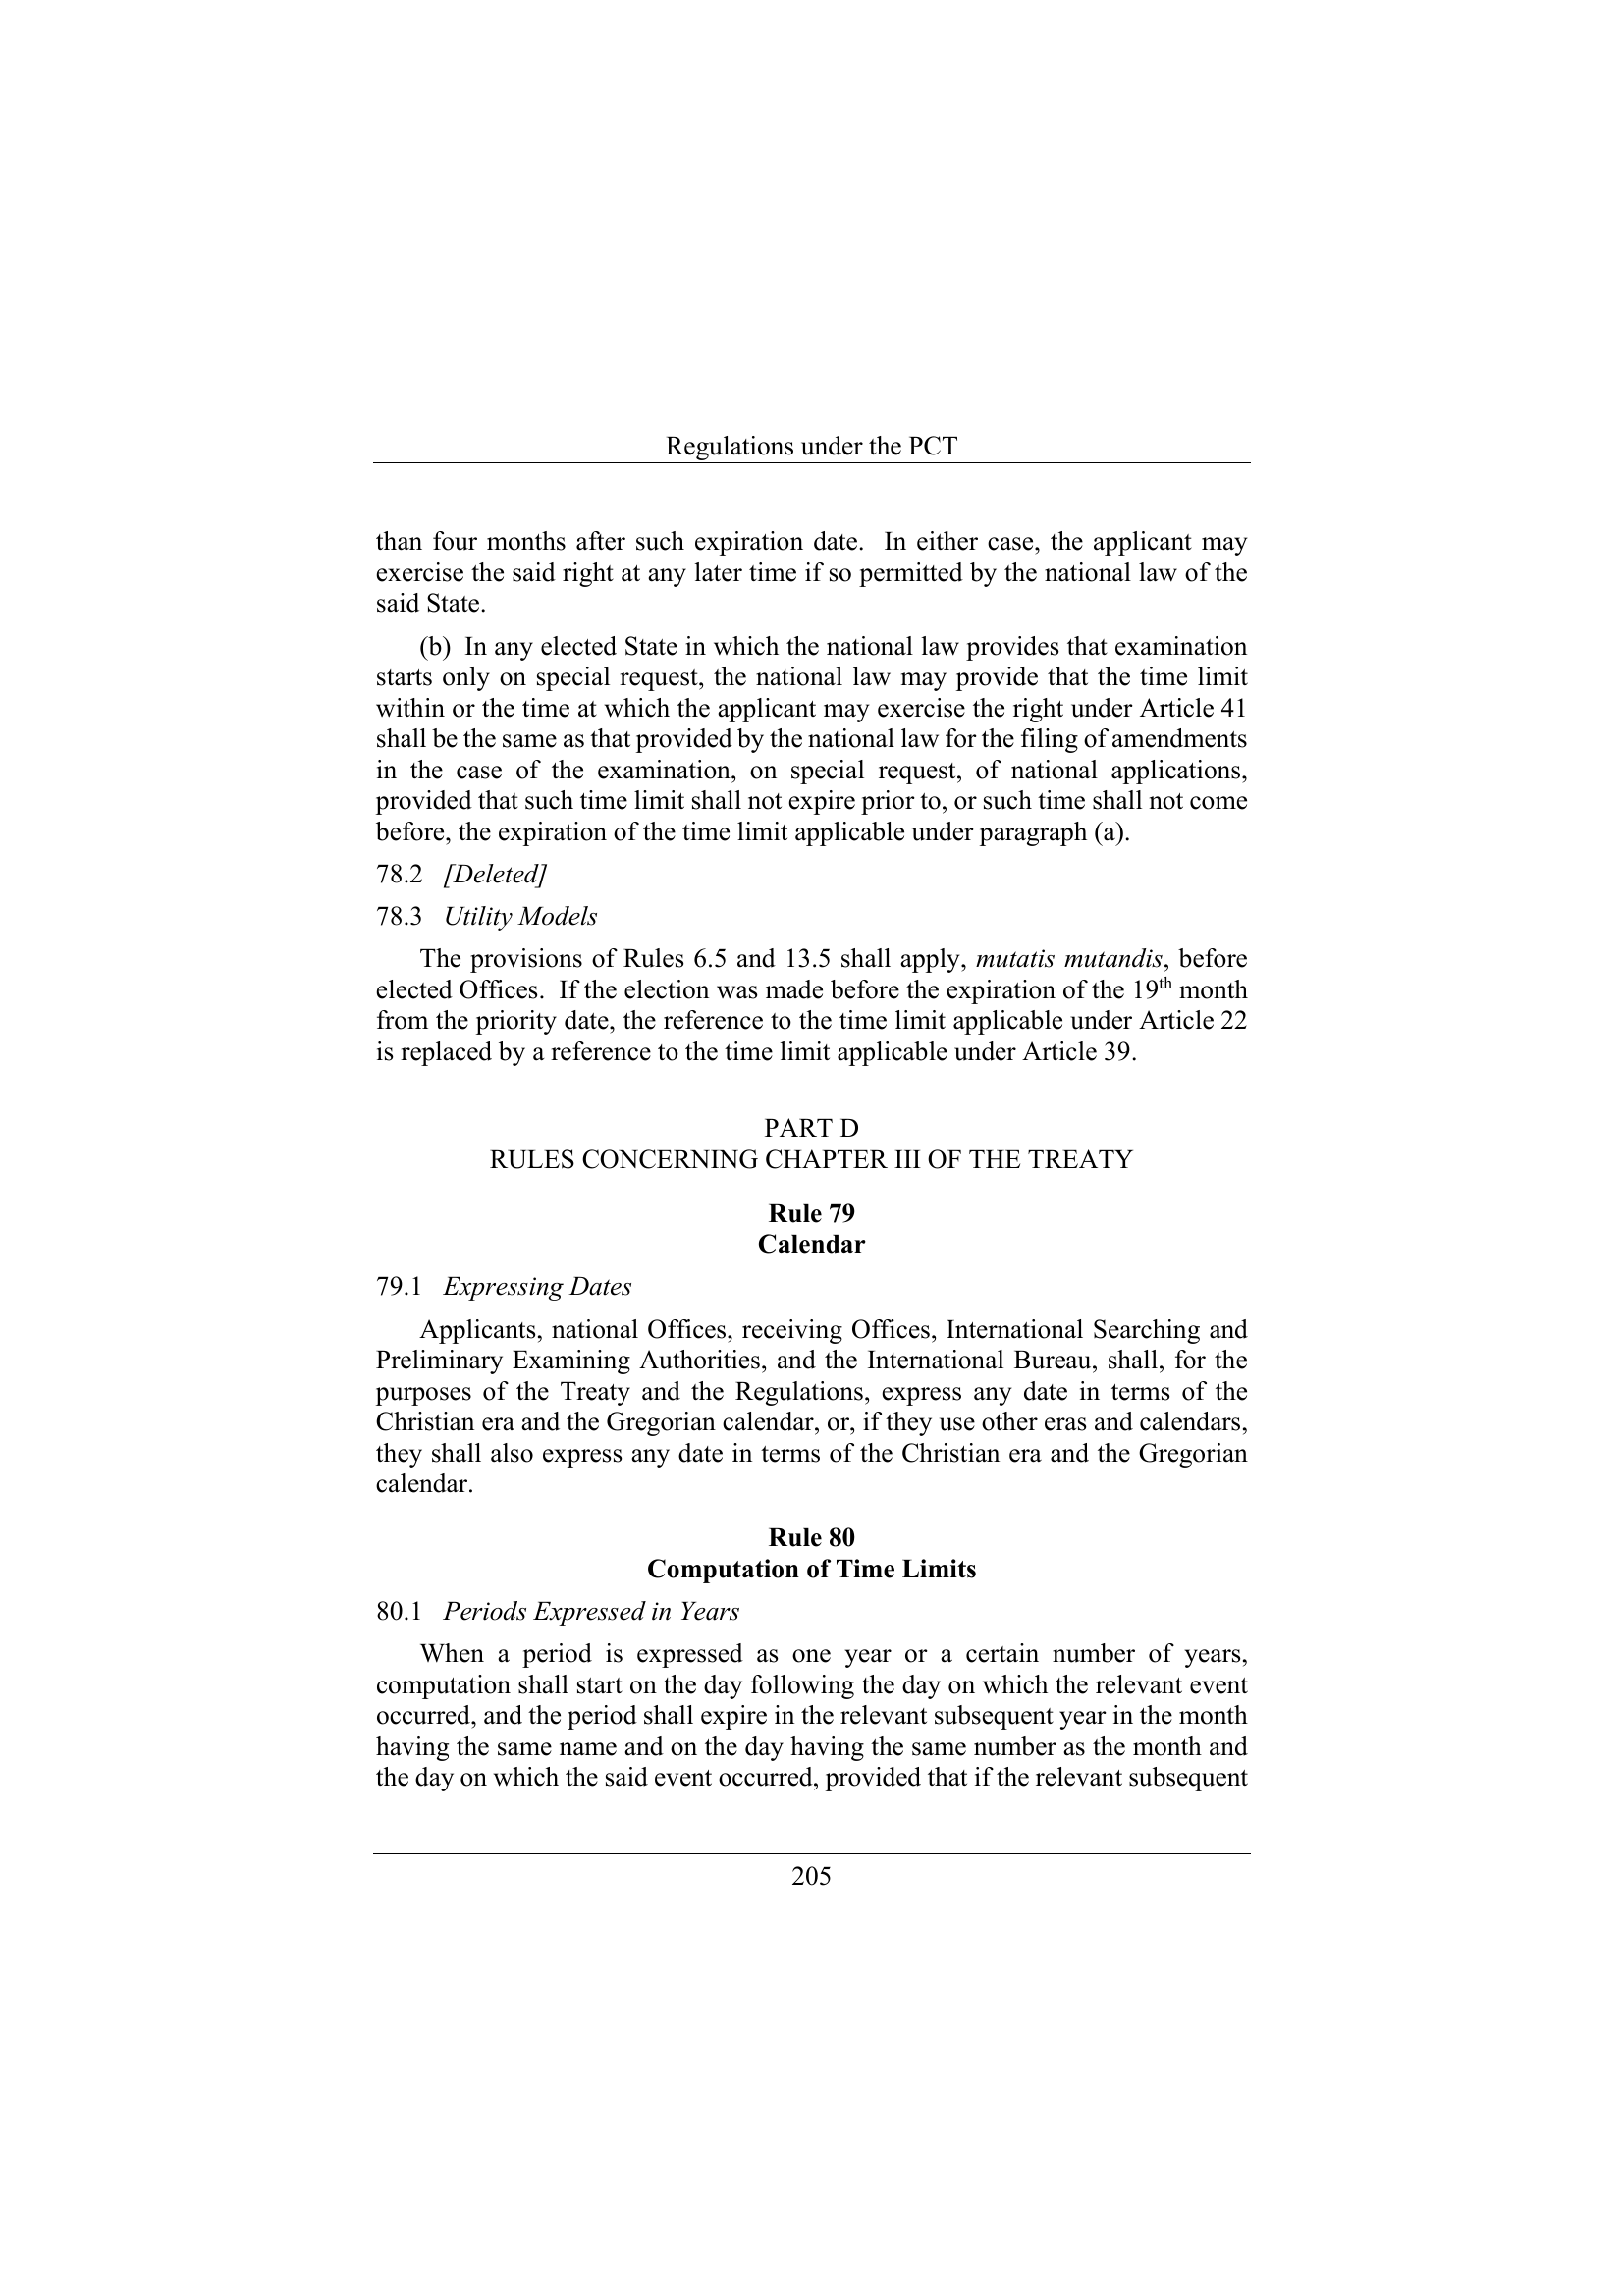 Regulations under the PCT
than four months after such expiration date. In either case, the applicant may
exercise the said right at any later time if so permitted by the national law of the
said State.
(b) In any elected State in which the national law provides that examination
starts only on special request, the national law may provide that the time limit
within or the time at which the applicant may exercise the right under Article 41
shall be the same as that provided by the national law for the filing of amendments
in the case of the examination, on special request, of national applications,
provided that such time limit shall not expire prior to, or such time shall not come
before, the expiration of the time limit applicable under paragraph (a).
78.2 [Deleted]
78.3 Utility Models
The provisions of Rules 6.5 and 13.5 shall apply, mutatis mutandis, before
elected Offices. If the election was made before the expiration of the 19th month
from the priority date, the reference to the time limit applicable under Article 22
is replaced by a reference to the time limit applicable under Article 39.
PART D
RULES CONCERNING CHAPTER III OF THE TREATY
Rule 79
Calendar
79.1 Expressing Dates
Applicants, national Offices, receiving Offices, International Searching and
Preliminary Examining Authorities, and the International Bureau, shall, for the
purposes of the Treaty and the Regulations, express any date in terms of the
Christian era and the Gregorian calendar, or, if they use other eras and calendars,
they shall also express any date in terms of the Christian era and the Gregorian
calendar.
Rule 80
Computation of Time Limits
80.1 Periods Expressed in Years
When a period is expressed as one year or a certain number of years,
computation shall start on the day following the day on which the relevant event
occurred, and the period shall expire in the relevant subsequent year in the month
having the same name and on the day having the same number as the month and
the day on which the said event occurred, provided that if the relevant subsequent
205